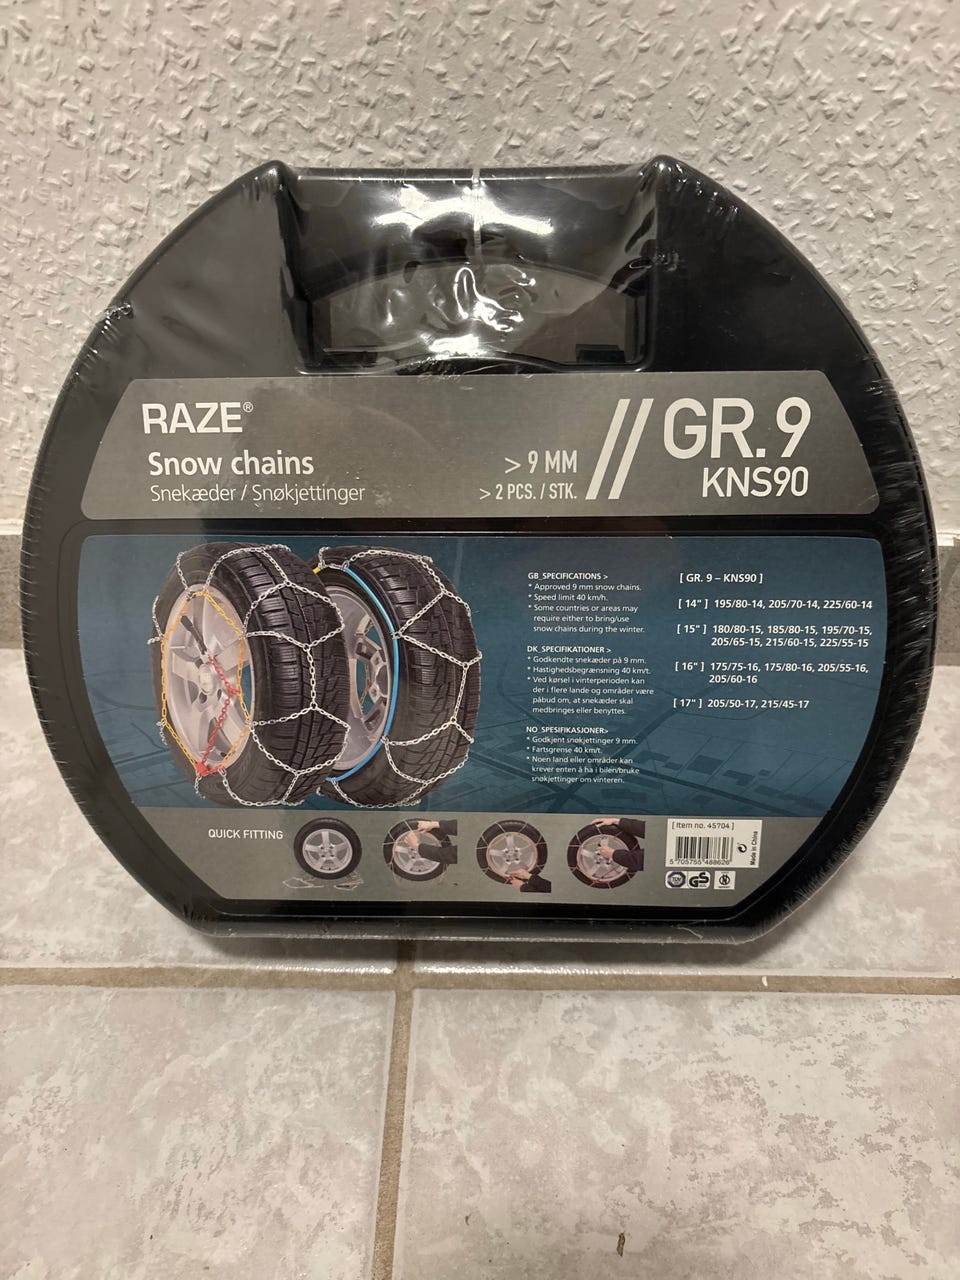 RAZE®
Snow chains
Snekæder / Snøkjettinger
> 9 MM
> 2 PCS. / STK.
GR. 9
KNS90
GB_SPECIFICATIONS >
* Approved 9 mm snow chains.
* Speed limit 40 km/h.
* Some countries or areas may
require either to bring/use
snow chains during the winter.
DK_SPECIFIKATIONER >
* Godkendte snekæder på 9 mm.
* Hastighedsbegrænsning 40 km/t.
* Ved kørsel i vinterperioden kan
der i flere lande og områder være
påbud om, at snekæder skal
medbringes eller benyttes.
NO_SPESIFIKASJONER>
* Godkjent snøkjettinger 9 mm.
* Fartsgrense 40 km/t.
* Noen land eller områder kan
krever enten å ha i bilen/bruke
snøkjettinger om vinteren.
[ GR. 9 – KNS90 ]
[ 14" ] 195/80-14, 205/70-14, 225/60-14
[ 15" ] 180/80-15, 185/80-15, 195/70-15,
205/65-15, 215/60-15, 225/55-15
[ 16" ] 175/75-16, 175/80-16, 205/55-16,
205/60-16
[ 17" ] 205/50-17, 215/45-17
QUICK FITTING
[ Item no. 45704 ]
5 705755 488626
Made in China
TÜV
GS